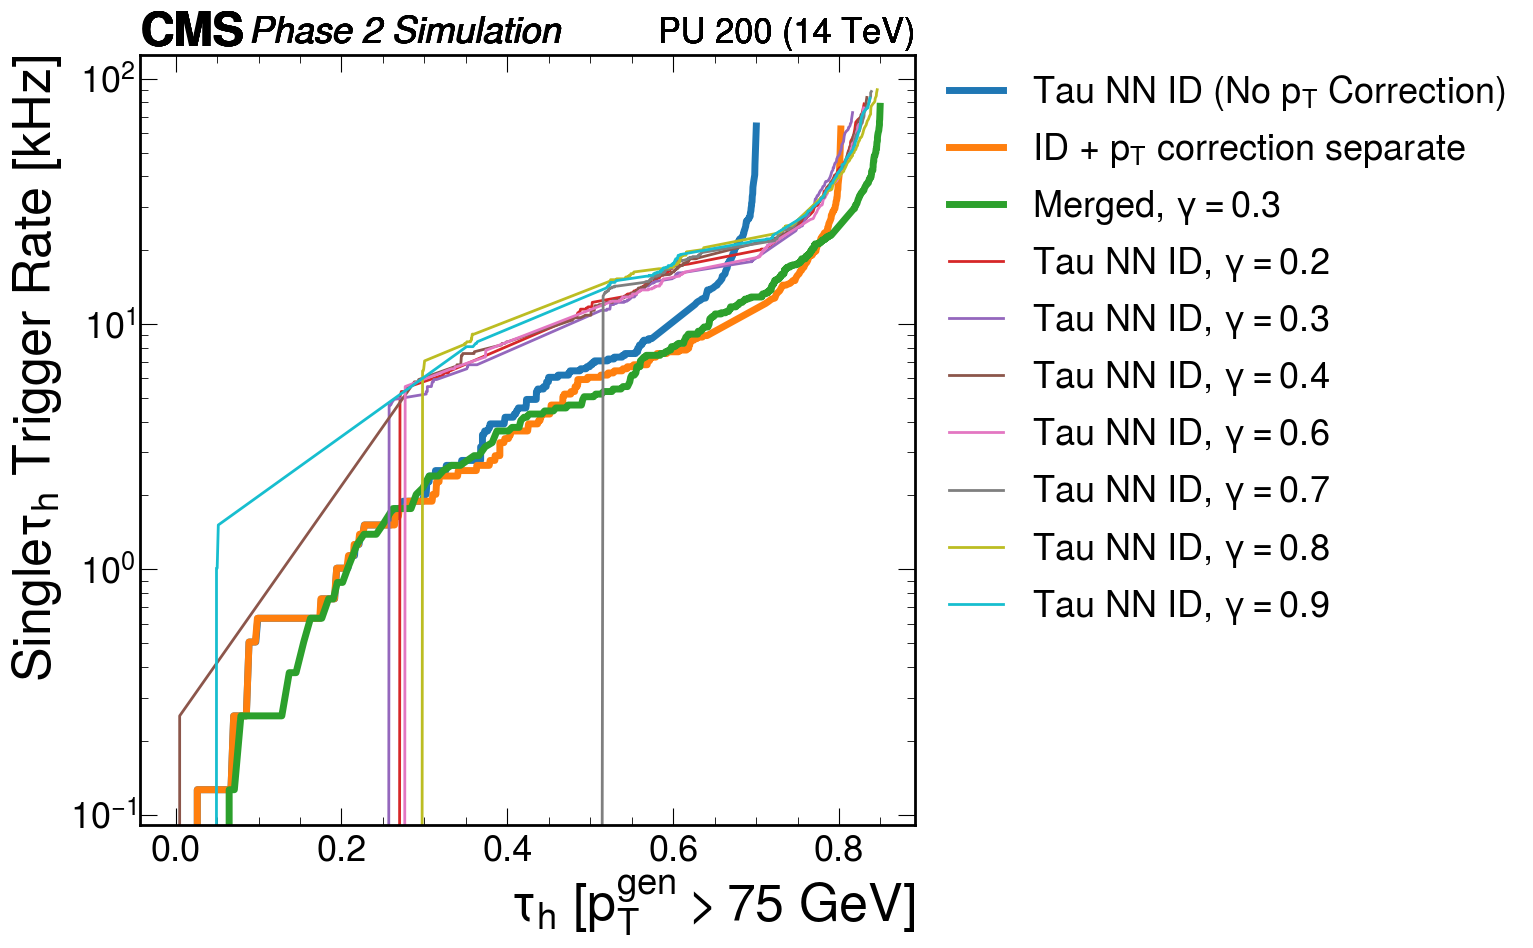 CMS Phase 2 Simulation PU 200 (14 TeV)
Single τh Trigger Rate [kHz]
10²
10¹
10⁰
10⁻¹
0.0 0.2 0.4 0.6 0.8
τh [pT^gen > 75 GeV]
Tau NN ID (No pT Correction)
ID + pT correction separate
Merged, γ = 0.3
Tau NN ID, γ = 0.2
Tau NN ID, γ = 0.3
Tau NN ID, γ = 0.4
Tau NN ID, γ = 0.6
Tau NN ID, γ = 0.7
Tau NN ID, γ = 0.8
Tau NN ID, γ = 0.9